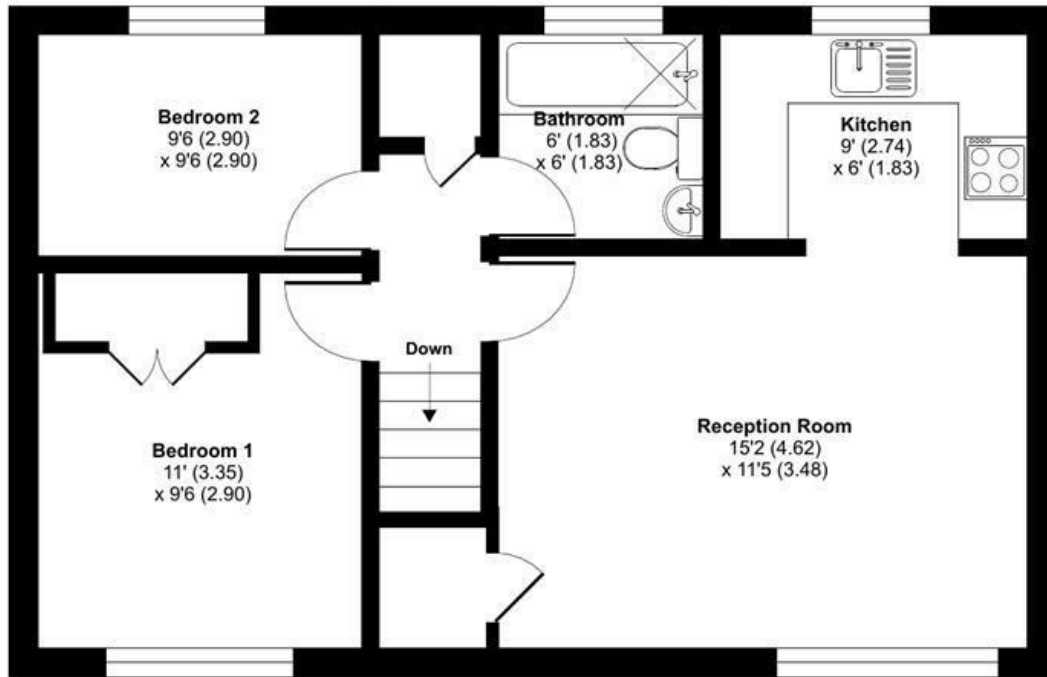 Bedroom 2
9'6 (2.90)
x 9'6 (2.90)
Bathroom
6' (1.83)
x 6' (1.83)
Kitchen
9' (2.74)
x 6' (1.83)
Down
Bedroom 1
11' (3.35)
x 9'6 (2.90)
Reception Room
15'2 (4.62)
x 11'5 (3.48)